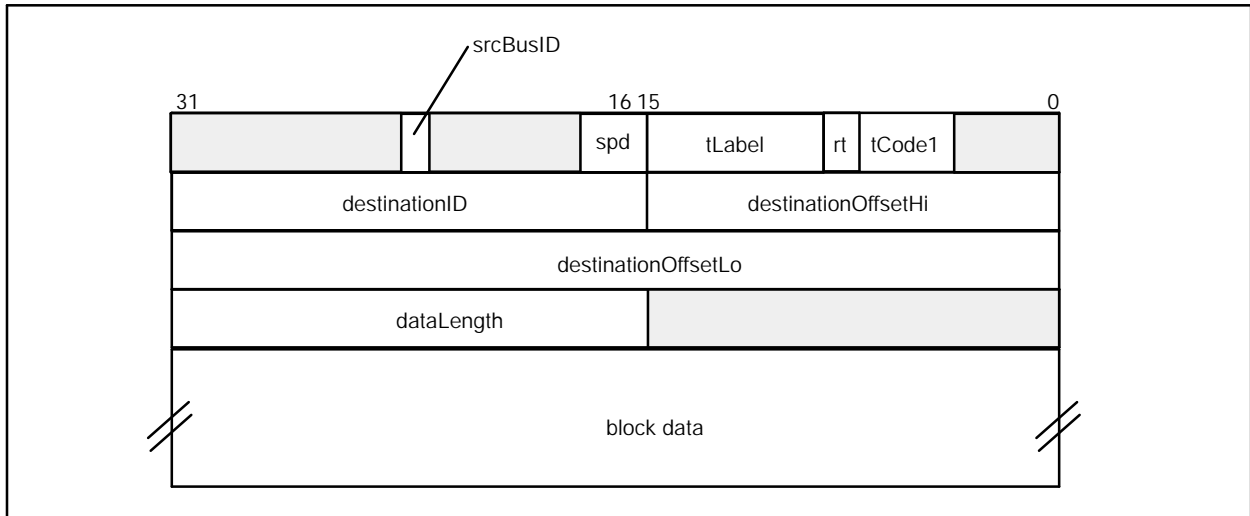 srcBusID
31 16 15 0
spd tLabel rt tCode1
destinationID destinationOffsetHi
destinationOffsetLo
dataLength
block data